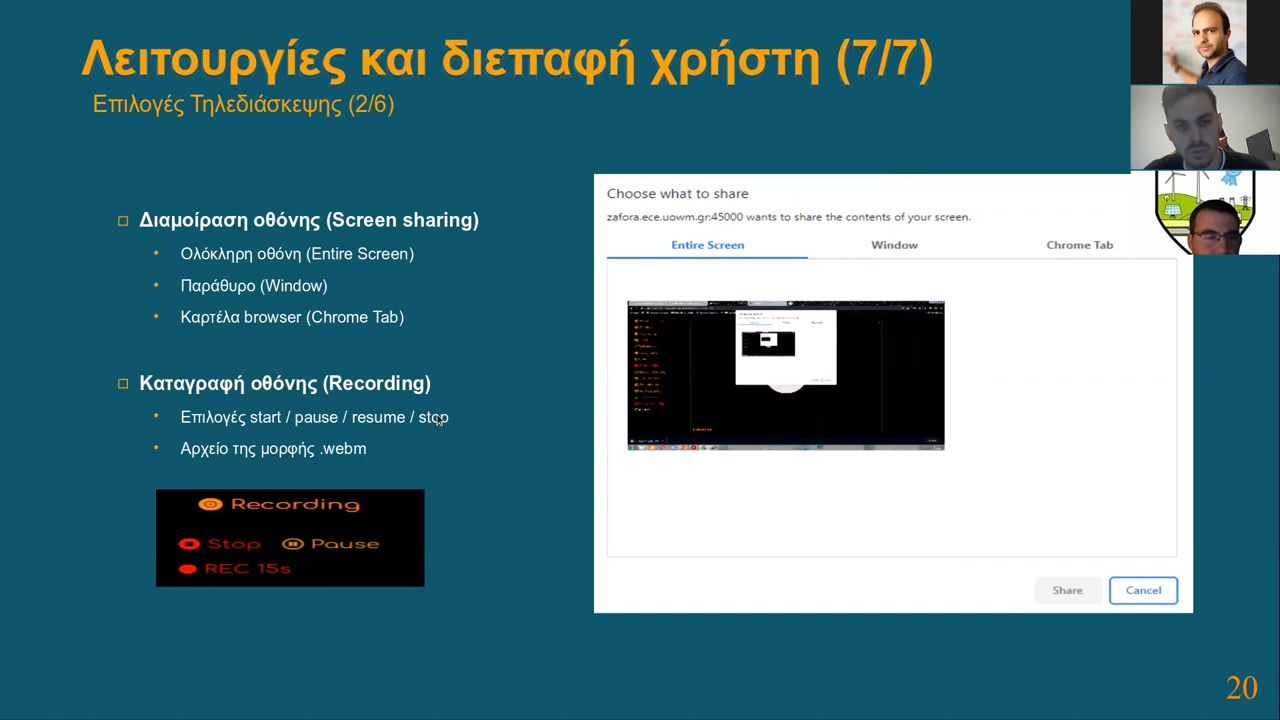 Λειτουργίες και διεπαφή χρήστη (7/7)
Επιλογές Τηλεδιάσκεψης (2/6)
Διαμοίραση οθόνης (Screen sharing)
Ολόκληρη οθόνη (Entire Screen)
Παράθυρο (Window)
Καρτέλα browser (Chrome Tab)
Καταγραφή οθόνης (Recording)
Επιλογές start / pause / resume / stop
Αρχείο της μορφής .webm
Recording
Stop Pause
REC 15s
Choose what to share
zafora.ece.uowm.gr:45000 wants to share the contents of your screen.
Entire Screen Window Chrome Tab
Share Cancel
20